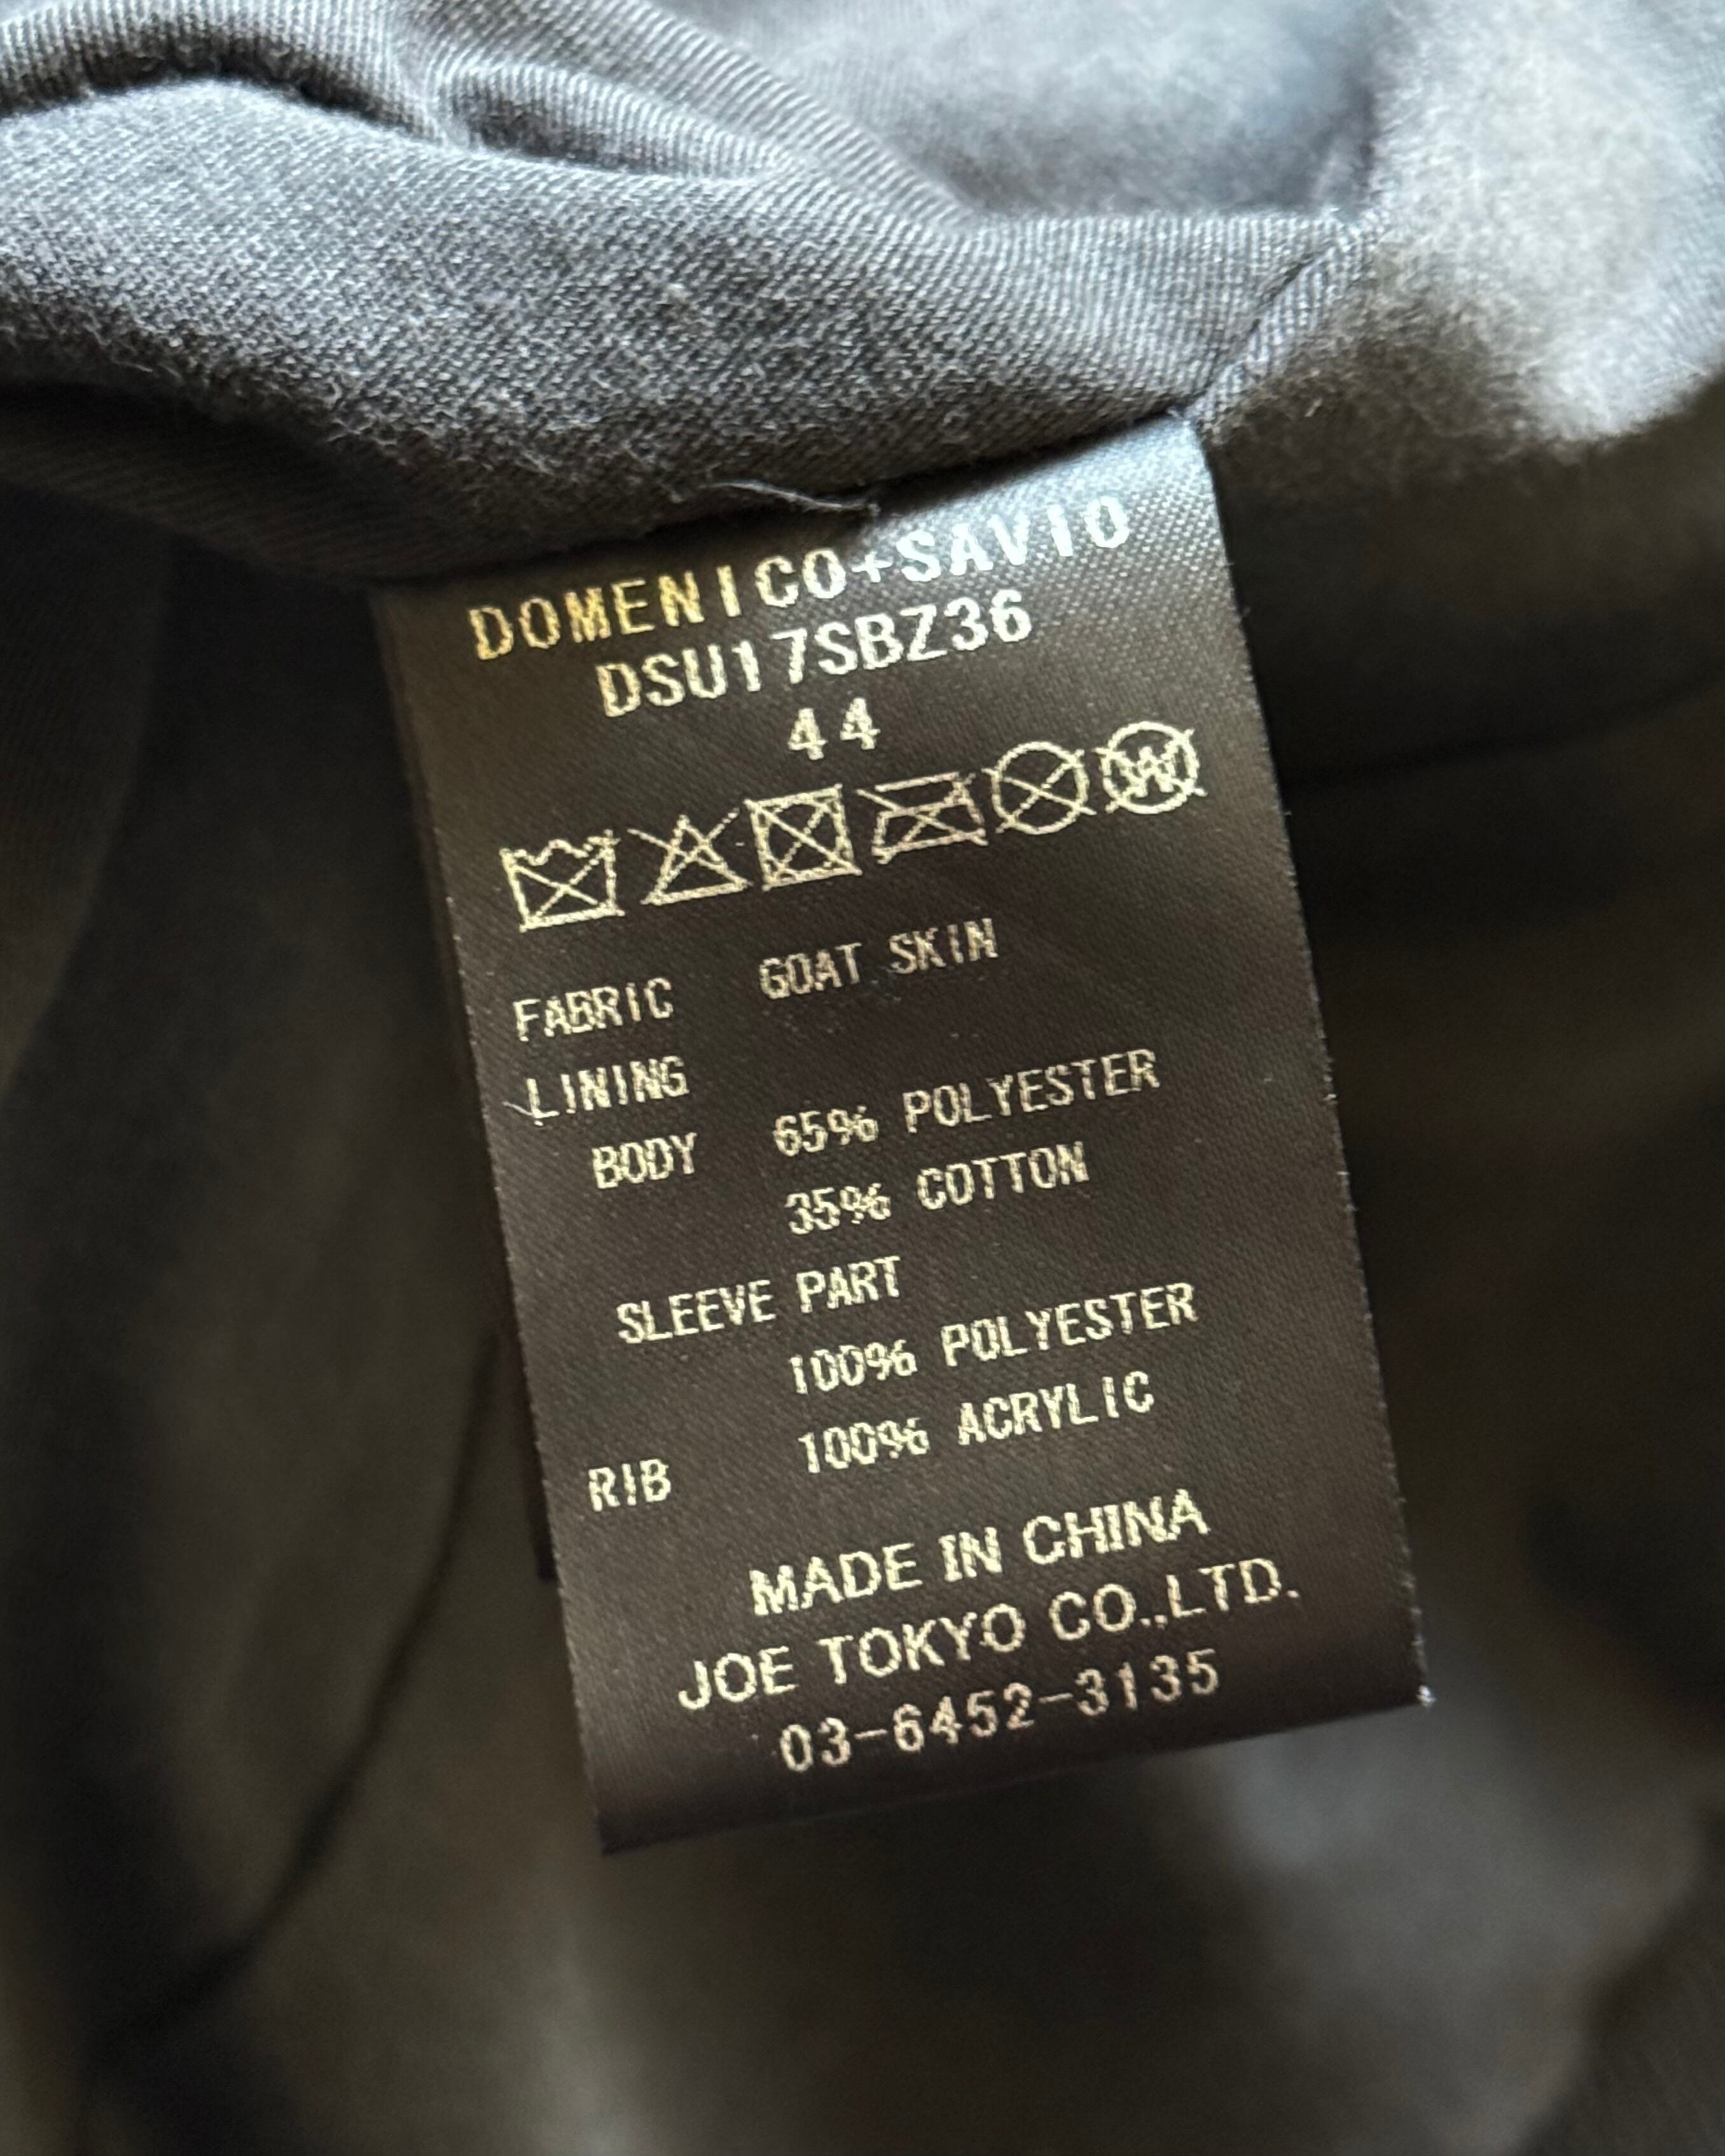 DOMENICO+SAVIO
DSU17SBZ36
44
W
FABRIC GOAT SKIN
LINING
BODY 65% POLYESTER
35% COTTON
SLEEVE PART
100% POLYESTER
RIB 100% ACRYLIC
MADE IN CHINA
JOE TOKYO CO.,LTD.
03-6452-3135